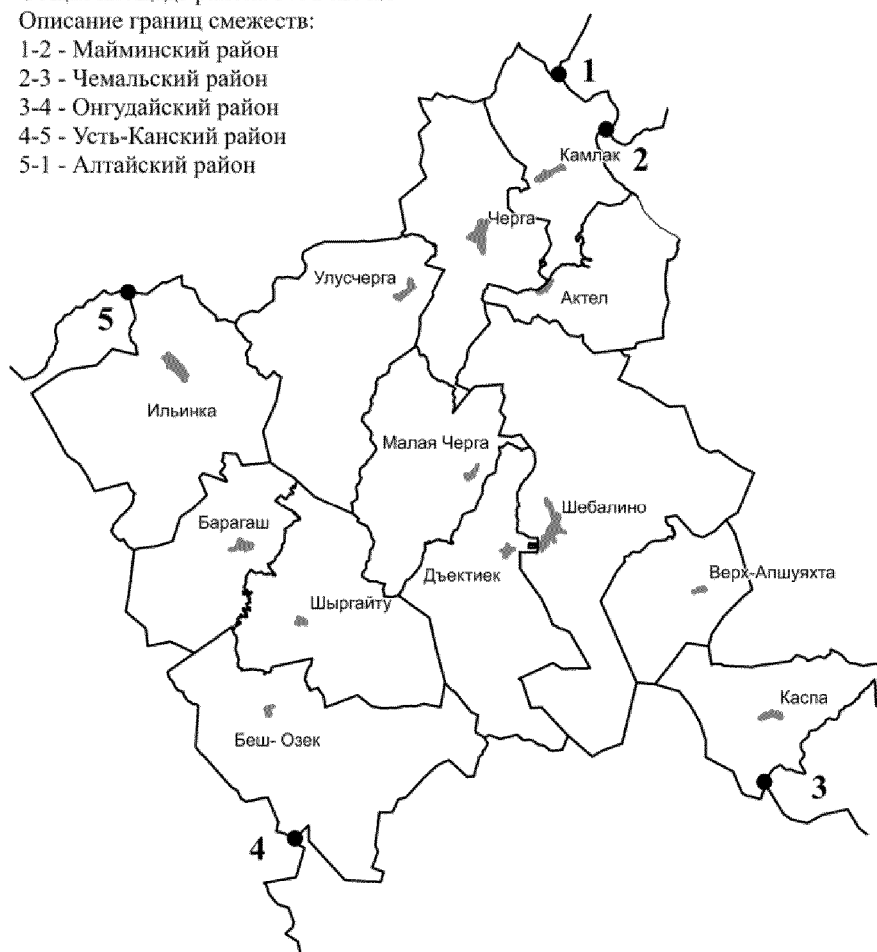 Описание границ смежеств:
1-2 - Майминский район
2-3 - Чемальский район
3-4 - Онгудайский район
4-5 - Усть-Канский район
5-1 - Алтайский район
1
Камлак
2
Черга
Улусчерга
Актел
5
Ильинка
Малая Черга
Шебалино
Барагаш
Дъектиек
Верх-Апшуяхта
Шыргайту
Каспа
Беш- Озек
3
4